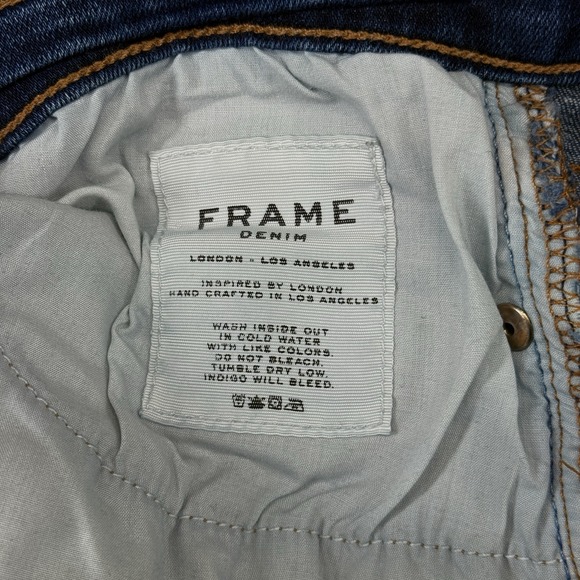 FRAME
DENIM
LONDON - LOS ANGELES
INSPIRED BY LONDON
HAND CRAFTED IN LOS ANGELES
WASH INSIDE OUT
IN COLD WATER
WITH LIKE COLORS.
DO NOT BLEACH.
TUMBLE DRY LOW.
INDIGO WILL BLEED.